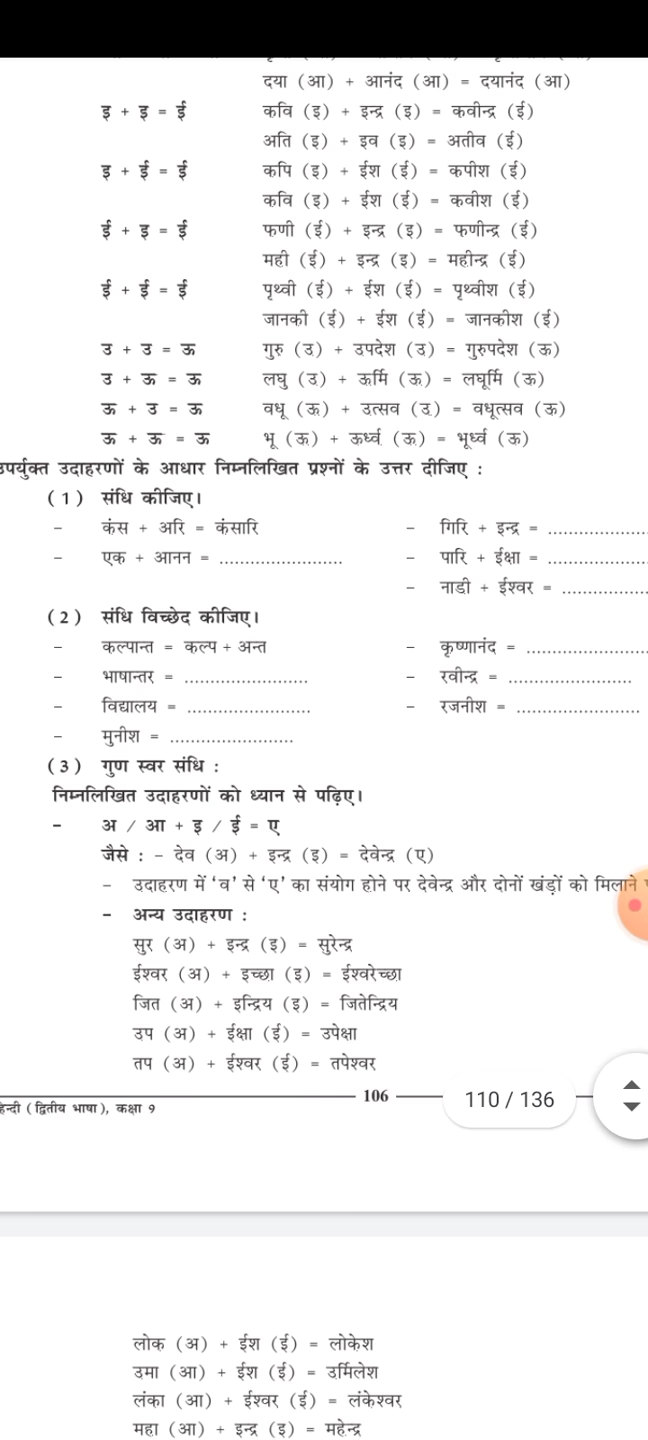 दया (आ) + आनंद (आ) = दयानंद (आ)
इ + इ = ई कवि (इ) + इन्द्र (इ) = कवीन्द्र (ई)
अति (इ) + इव (इ) = अतीव (ई)
इ + ई = ई कपि (इ) + ईश (ई) = कपीश (ई)
कवि (इ) + ईश (ई) = कवीश (ई)
ई + इ = ई फणी (ई) + इन्द्र (इ) = फणीन्द्र (ई)
मही (ई) + इन्द्र (इ) = महीन्द्र (ई)
ई + ई = ई पृथ्वी (ई) + ईश (ई) = पृथ्वीश (ई)
जानकी (ई) + ईश (ई) = जानकीश (ई)
उ + उ = ऊ गुरु (उ) + उपदेश (उ) = गुरुपदेश (ऊ)
उ + ऊ = ऊ लघु (उ) + ऊर्मि (ऊ) = लघूर्मि (ऊ)
ऊ + उ = ऊ वधू (ऊ) + उत्सव (उ) = वधूत्सव (ऊ)
ऊ + ऊ = ऊ भू (ऊ) + ऊर्ध्व (ऊ) = भूर्ध्व (ऊ)
उपर्युक्त उदाहरणों के आधार निम्नलिखित प्रश्नों के उत्तर दीजिए :
(1) संधि कीजिए।
- कंस + अरि = कंसारि - गिरि + इन्द्र = ....................
- एक + आनन = ........................ - पारि + ईक्षा = ....................
- नाडी + ईश्वर = ..................
(2) संधि विच्छेद कीजिए।
- कल्पान्त = कल्प + अन्त - कृष्णानंद = ........................
- भाषान्तर = ........................ - रवीन्द्र = ........................
- विद्यालय = ........................ - रजनीश = ........................
- मुनीश = ........................
(3) गुण स्वर संधि :
निम्नलिखित उदाहरणों को ध्यान से पढ़िए।
- अ / आ + इ / ई = ए
जैसे : - देव (अ) + इन्द्र (इ) = देवेन्द्र (ए)
- उदाहरण में 'व' से 'ए' का संयोग होने पर देवेन्द्र और दोनों खंड़ों को मिलाने
- अन्य उदाहरण :
सुर (अ) + इन्द्र (इ) = सुरेन्द्र
ईश्वर (अ) + इच्छा (इ) = ईश्वरेच्छा
जित (अ) + इन्द्रिय (इ) = जितेन्द्रिय
उप (अ) + ईक्षा (ई) = उपेक्षा
तप (अ) + ईश्वर (ई) = तपेश्वर
106
110 / 136
हिन्दी (द्वितीय भाषा), कक्षा 9
लोक (अ) + ईश (ई) = लोकेश
उमा (आ) + ईश (ई) = उर्मिलेश
लंका (आ) + ईश्वर (ई) = लंकेश्वर
महा (आ) + इन्द्र (इ) = महेन्द्र